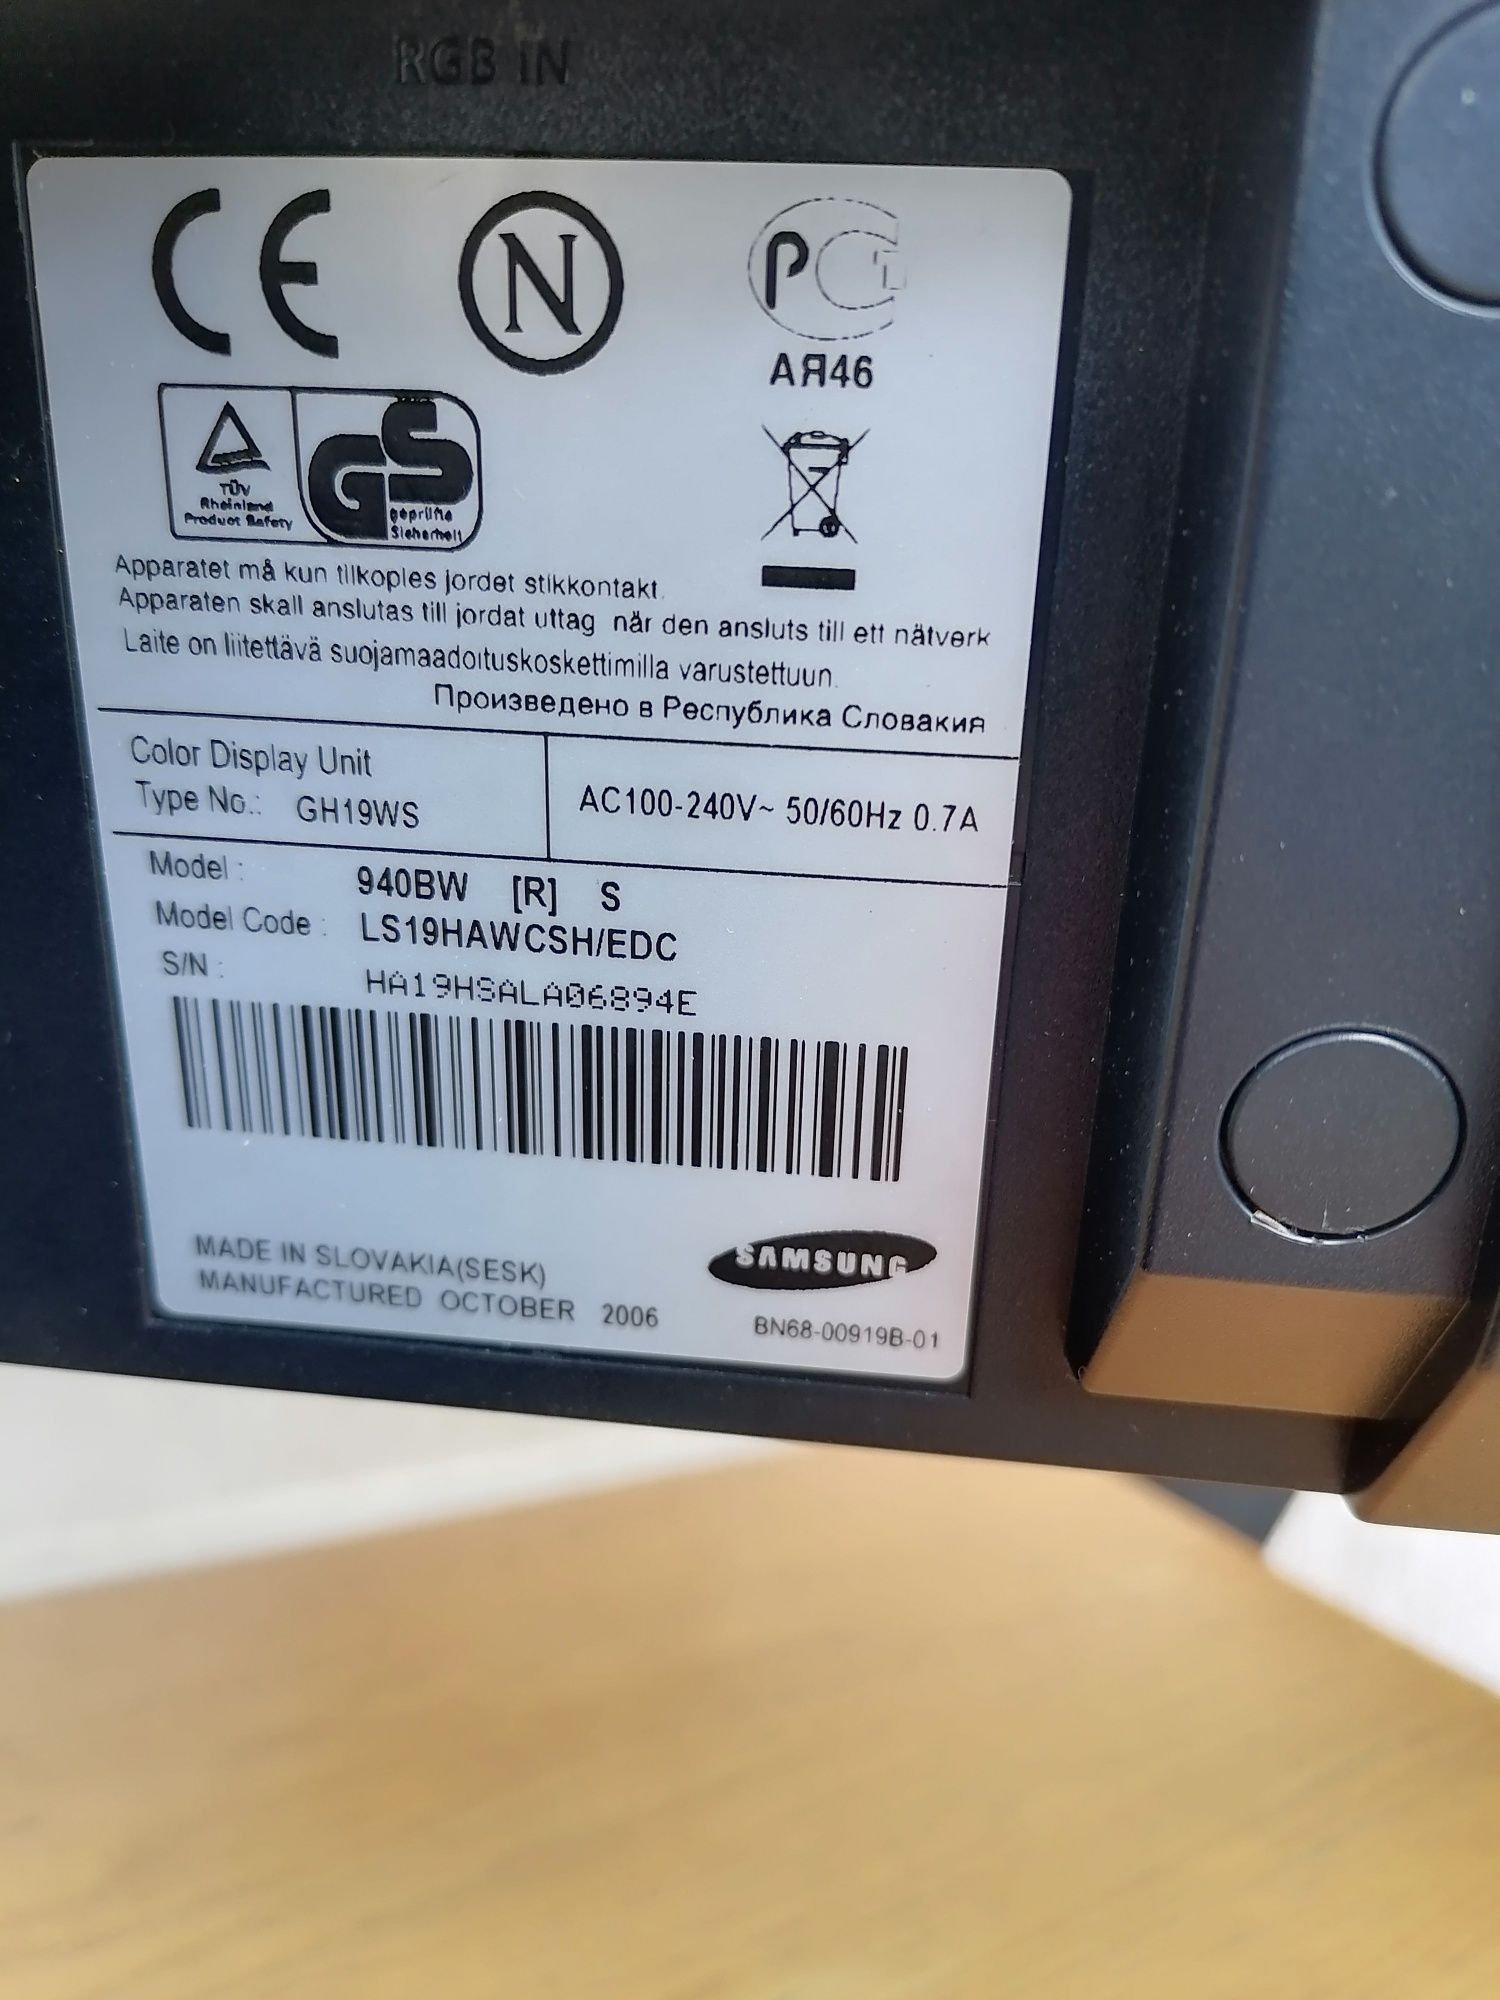 RGB IN
CE N PC
АЯ46
TÜV
Rheinland
Product Safety
GS
geprüfte
Sicherheit
Apparatet må kun tilkoples jordet stikkontakt.
Apparaten skall anslutas till jordat uttag när den ansluts till ett nätverk
Laite on liitettävä suojamaadoituskoskettimilla varustettuun.
Произведено в Республика Словакия
Color Display Unit
Type No.: GH19WS
AC100-240V~ 50/60Hz 0.7A
Model : 940BW [R] S
Model Code : LS19HAWCSH/EDC
S/N : HA19HSALA06894E
MADE IN SLOVAKIA(SESK)
MANUFACTURED OCTOBER 2006
SAMSUNG
BN68-00919B-01